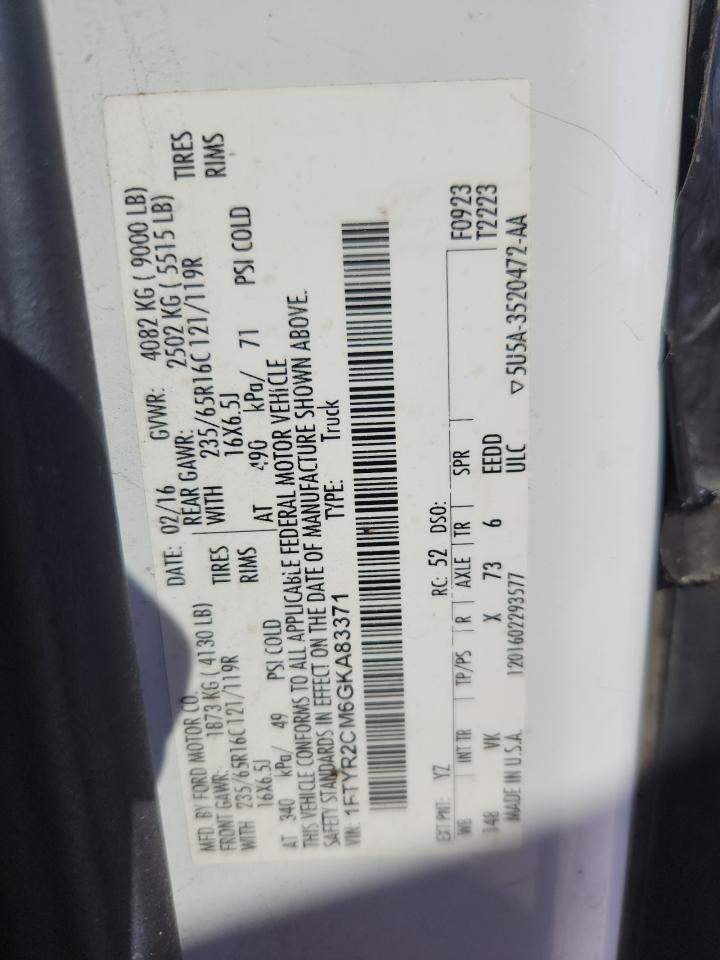 MFD. BY FORD MOTOR CO.
DATE: 02/16 GVWR: 4082 KG ( 9000 LB)
FRONT GAWR: 1873 KG ( 4130 LB) REAR GAWR: 2502 KG ( 5515 LB)
WITH 235/65R16C 121/119R TIRES WITH 235/65R16C 121/119R TIRES
16X6.5J RIMS 16X6.5J RIMS
AT 340 kPa/ 49 PSI COLD AT 490 kPa/ 71 PSI COLD
THIS VEHICLE CONFORMS TO ALL APPLICABLE FEDERAL MOTOR VEHICLE
SAFETY STANDARDS IN EFFECT ON THE DATE OF MANUFACTURE SHOWN ABOVE.
VIN: 1FTYR2CM6GKA83371 TYPE: Truck
EXT PNT: YZ RC: 52 DSO: F0923
WB INT TR TP/PS R AXLE TR SPR T2223
148 VK X 73 6 EEDD
MADE IN U.S.A. 1201602293577 ULC ▽5U5A-3520472-AA